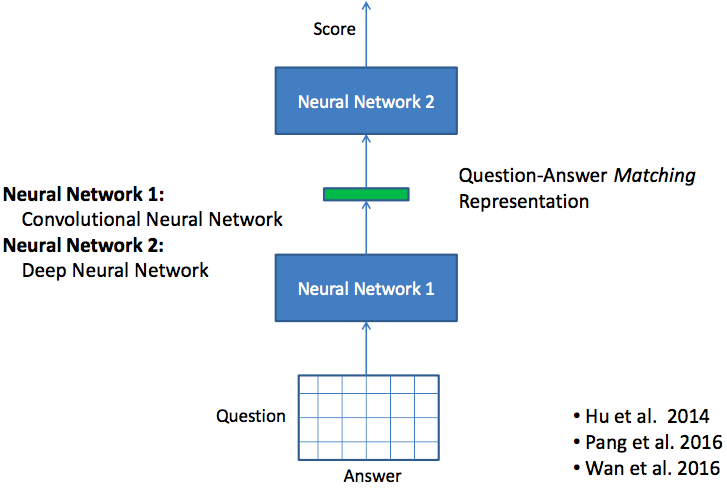 Score
Neural Network 2
Question-Answer Matching
Representation
Neural Network 1:
Convolutional Neural Network
Neural Network 2:
Deep Neural Network
Neural Network 1
Question
Answer
• Hu et al.  2014
• Pang et al. 2016
• Wan et al. 2016